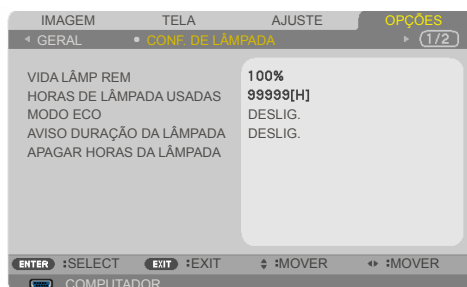 IMAGEM TELA AJUSTE OPÇÕES
GERAL • CONF. DE LÂMPADA 1/2
VIDA LÂMP REM 100%
HORAS DE LÂMPADA USADAS 99999[H]
MODO ECO DESLIG.
AVISO DURAÇÃO DA LÂMPADA DESLIG.
APAGAR HORAS DA LÂMPADA
ENTER :SELECT EXIT :EXIT :MOVER :MOVER
COMPUTADOR